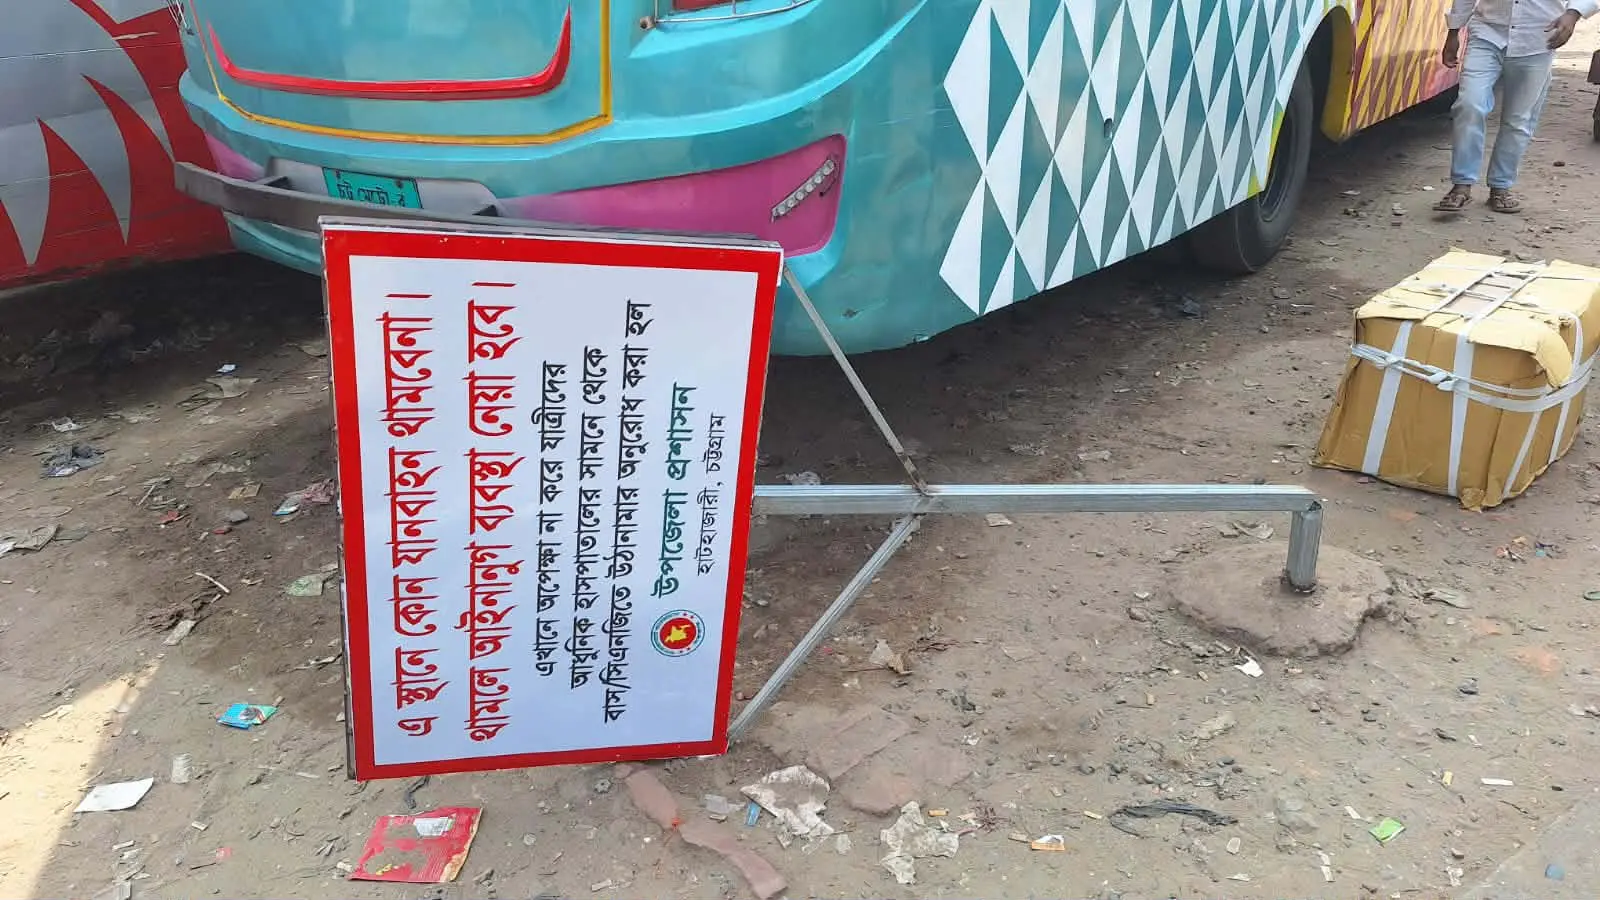 এ স্থানে কোন যানবাহন থামবেনা।
থামলে আইনানুগ ব্যবস্থা নেয়া হবে।
এখানে অপেক্ষা না করে যাত্রীদের
আধুনিক হাসপাতালের সামনে থেকে
বাস/সিএনজিতে উঠানামার অনুরোধ করা হল
উপজেলা প্রশাসন
হাটহাজারী, চট্টগ্রাম
চট্ট মেট্রো-ব